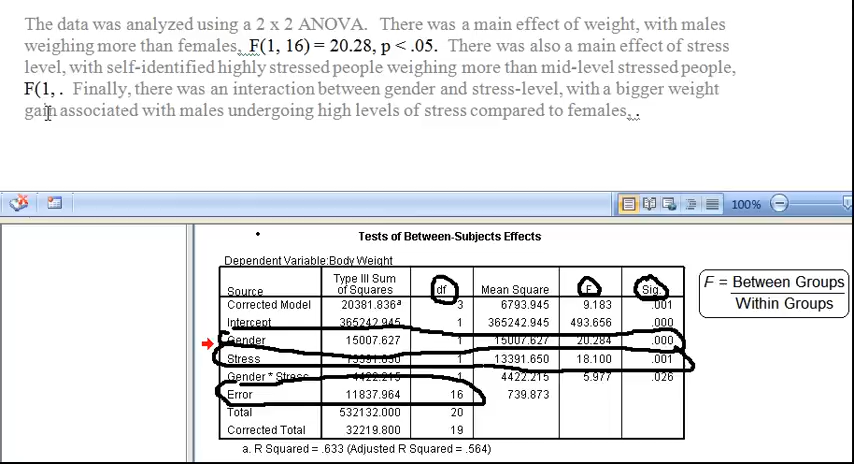 The data was analyzed using a 2 x 2 ANOVA.  There was a main effect of weight, with males
weighing more than females, F(1, 16) = 20.28, p < .05.  There was also a main effect of stress
level, with self-identified highly stressed people weighing more than mid-level stressed people,
F(1, .  Finally, there was an interaction between gender and stress-level, with a bigger weight
gain associated with males undergoing high levels of stress compared to females, .
100%
Tests of Between-Subjects Effects
Dependent Variable:Body Weight
Source Type III Sum of Squares df Mean Square F Sig.
Corrected Model 20381.836a 3 6793.945 9.183 .001
Intercept 365242.945 1 365242.945 493.656 .000
Gender 15007.627 1 15007.627 20.284 .000
Stress 13391.650 1 13391.650 18.100 .001
Gender * Stress 4422.215 1 4422.215 5.977 .026
Error 11837.964 16 739.873
Total 532132.000 20
Corrected Total 32219.800 19
a. R Squared = .633 (Adjusted R Squared = .564)
F = Between Groups
Within Groups